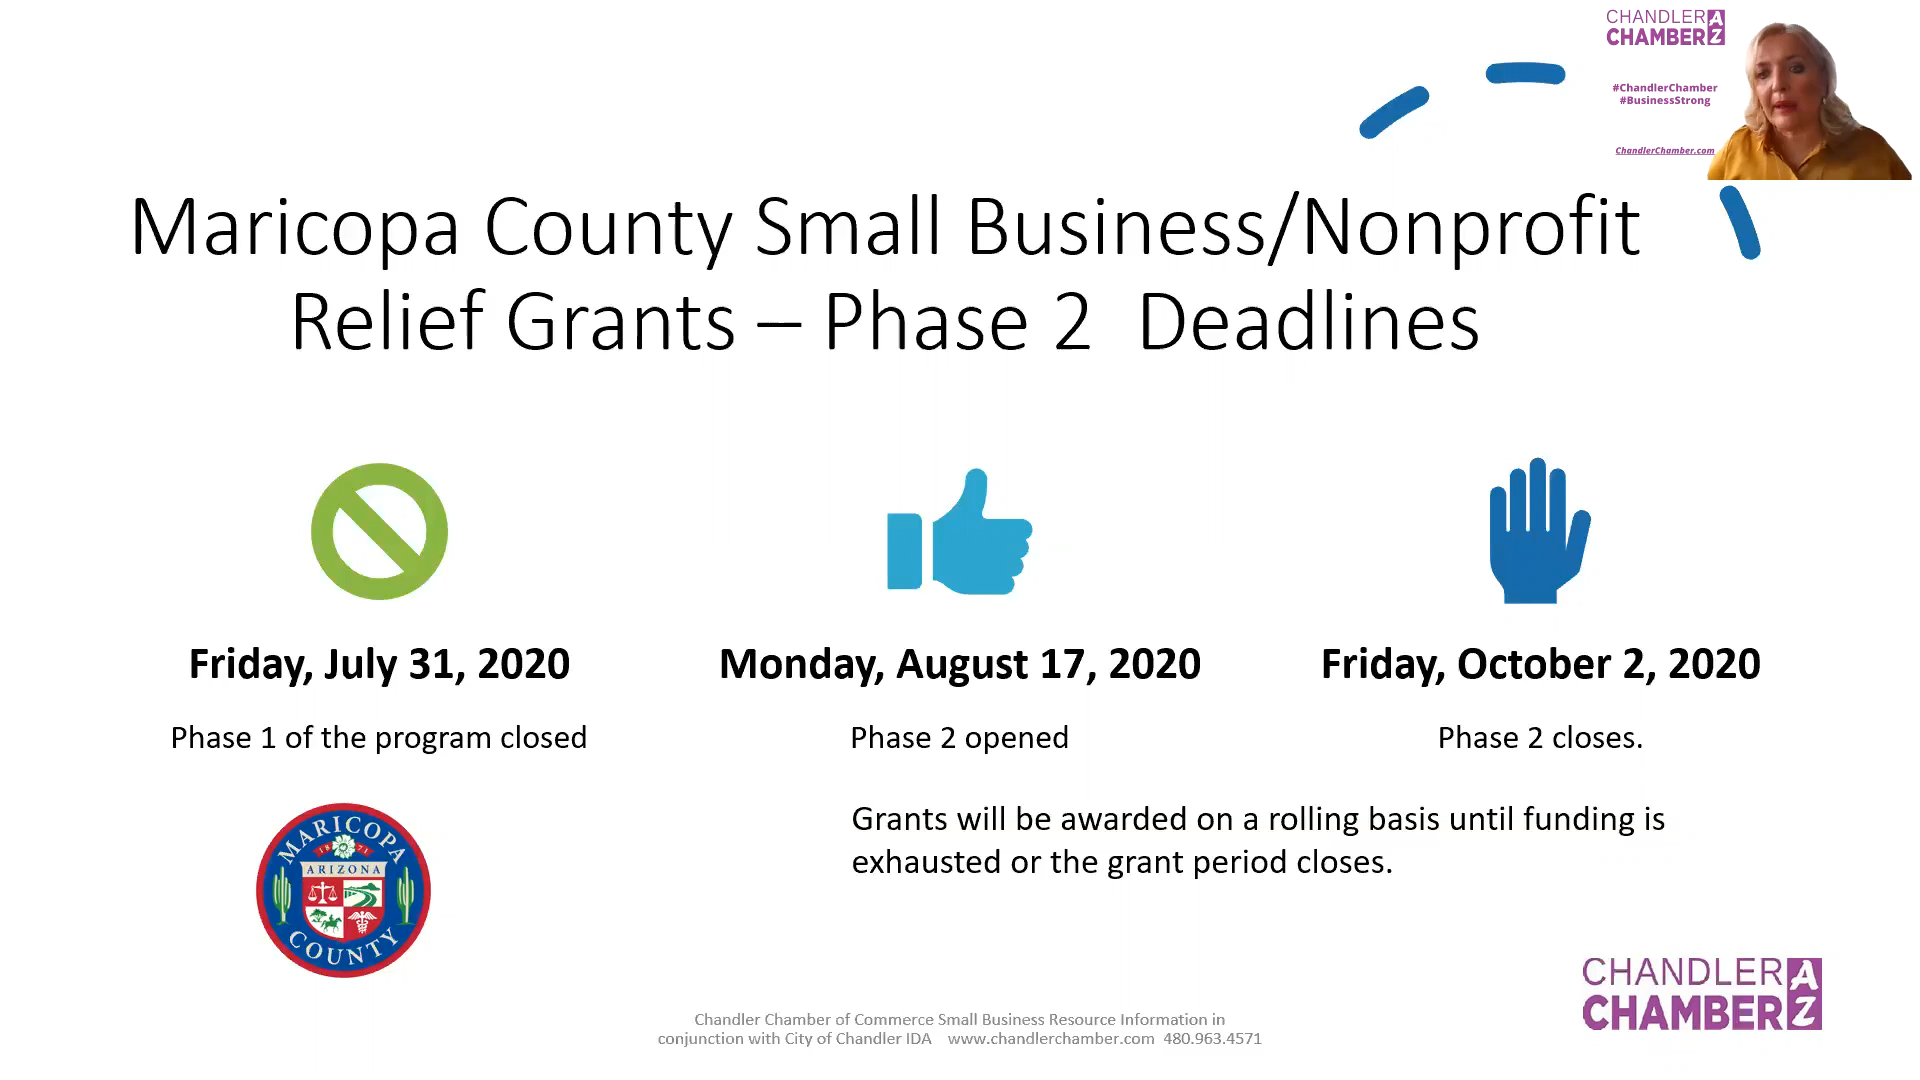 CHANDLER AZ
CHAMBER
#ChandlerChamber
#BusinessStrong
ChandlerChamber.com
Maricopa County Small Business/Nonprofit
Relief Grants – Phase 2 Deadlines
Friday, July 31, 2020
Phase 1 of the program closed
Monday, August 17, 2020
Phase 2 opened
Friday, October 2, 2020
Phase 2 closes.
Grants will be awarded on a rolling basis until funding is
exhausted or the grant period closes.
MARICOPA
1871
ARIZONA
COUNTY
CHANDLER AZ
CHAMBER
Chandler Chamber of Commerce Small Business Resource Information in
conjunction with City of Chandler IDA www.chandlerchamber.com 480.963.4571